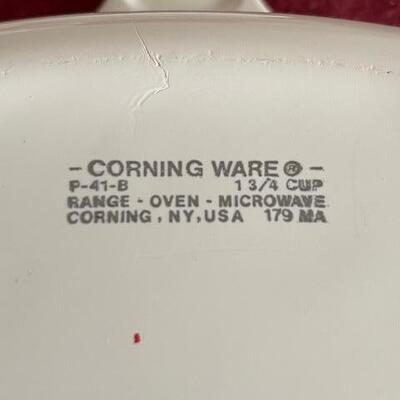 - CORNING WARE ® -
P-41-B 1 3/4 CUP
RANGE - OVEN - MICROWAVE
CORNING , NY, USA 179 MA